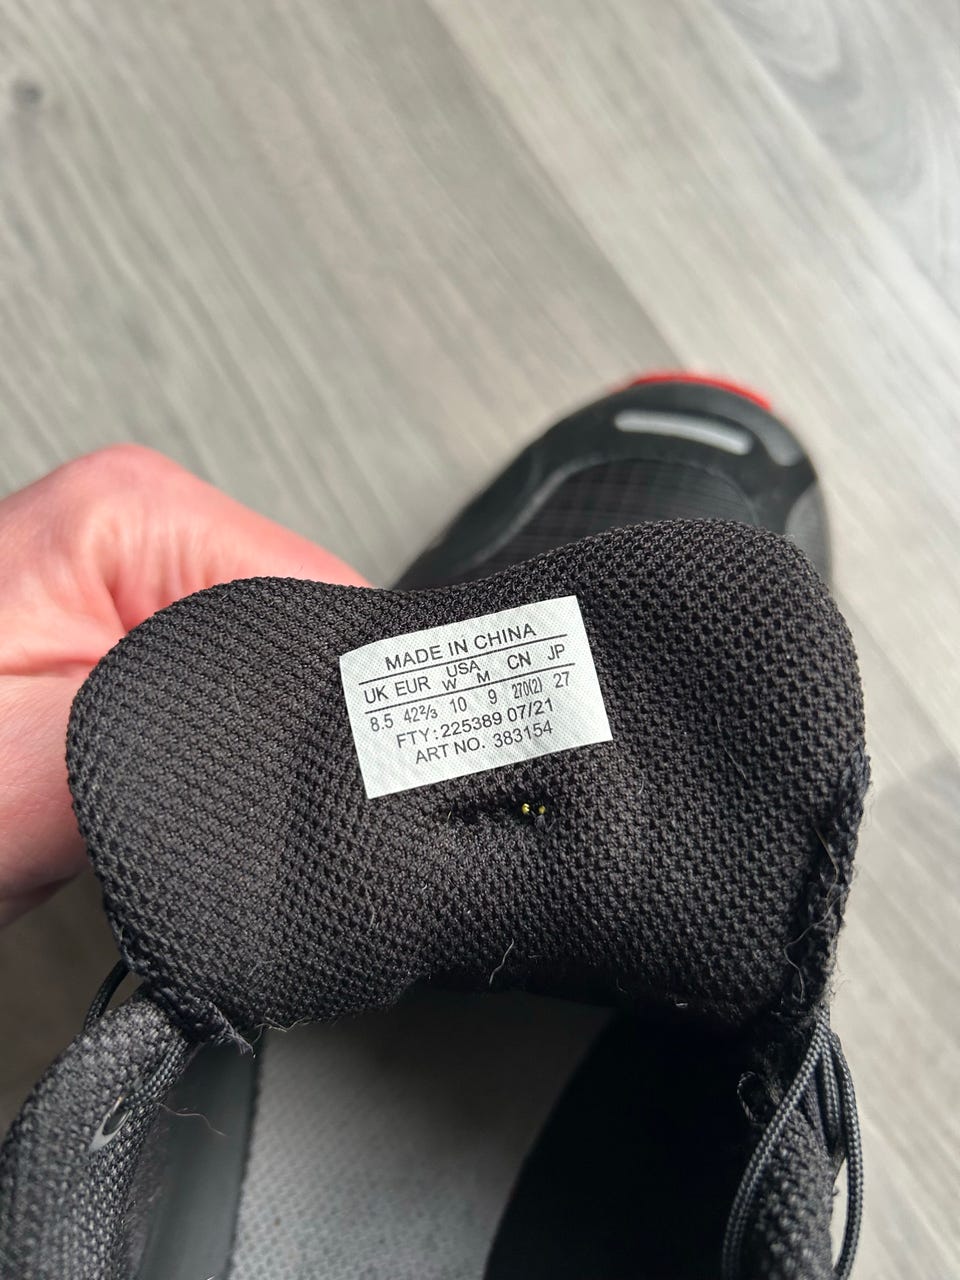 MADE IN CHINA
UK EUR USA CN JP
W M
8.5 42⅔ 10 9 270(2) 27
FTY: 225389 07/21
ART NO. 383154